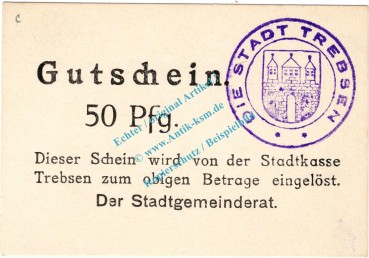 Gutschein.
50 Pfg.
DIE STADT TREBSEN
Echter / Original Artikel
© www.Antik-ksm.de
Kopierschutz / Beispielbild
Dieser Schein wird von der Stadtkasse
Trebsen zum obigen Betrage eingelöst.
Der Stadtgemeinderat.